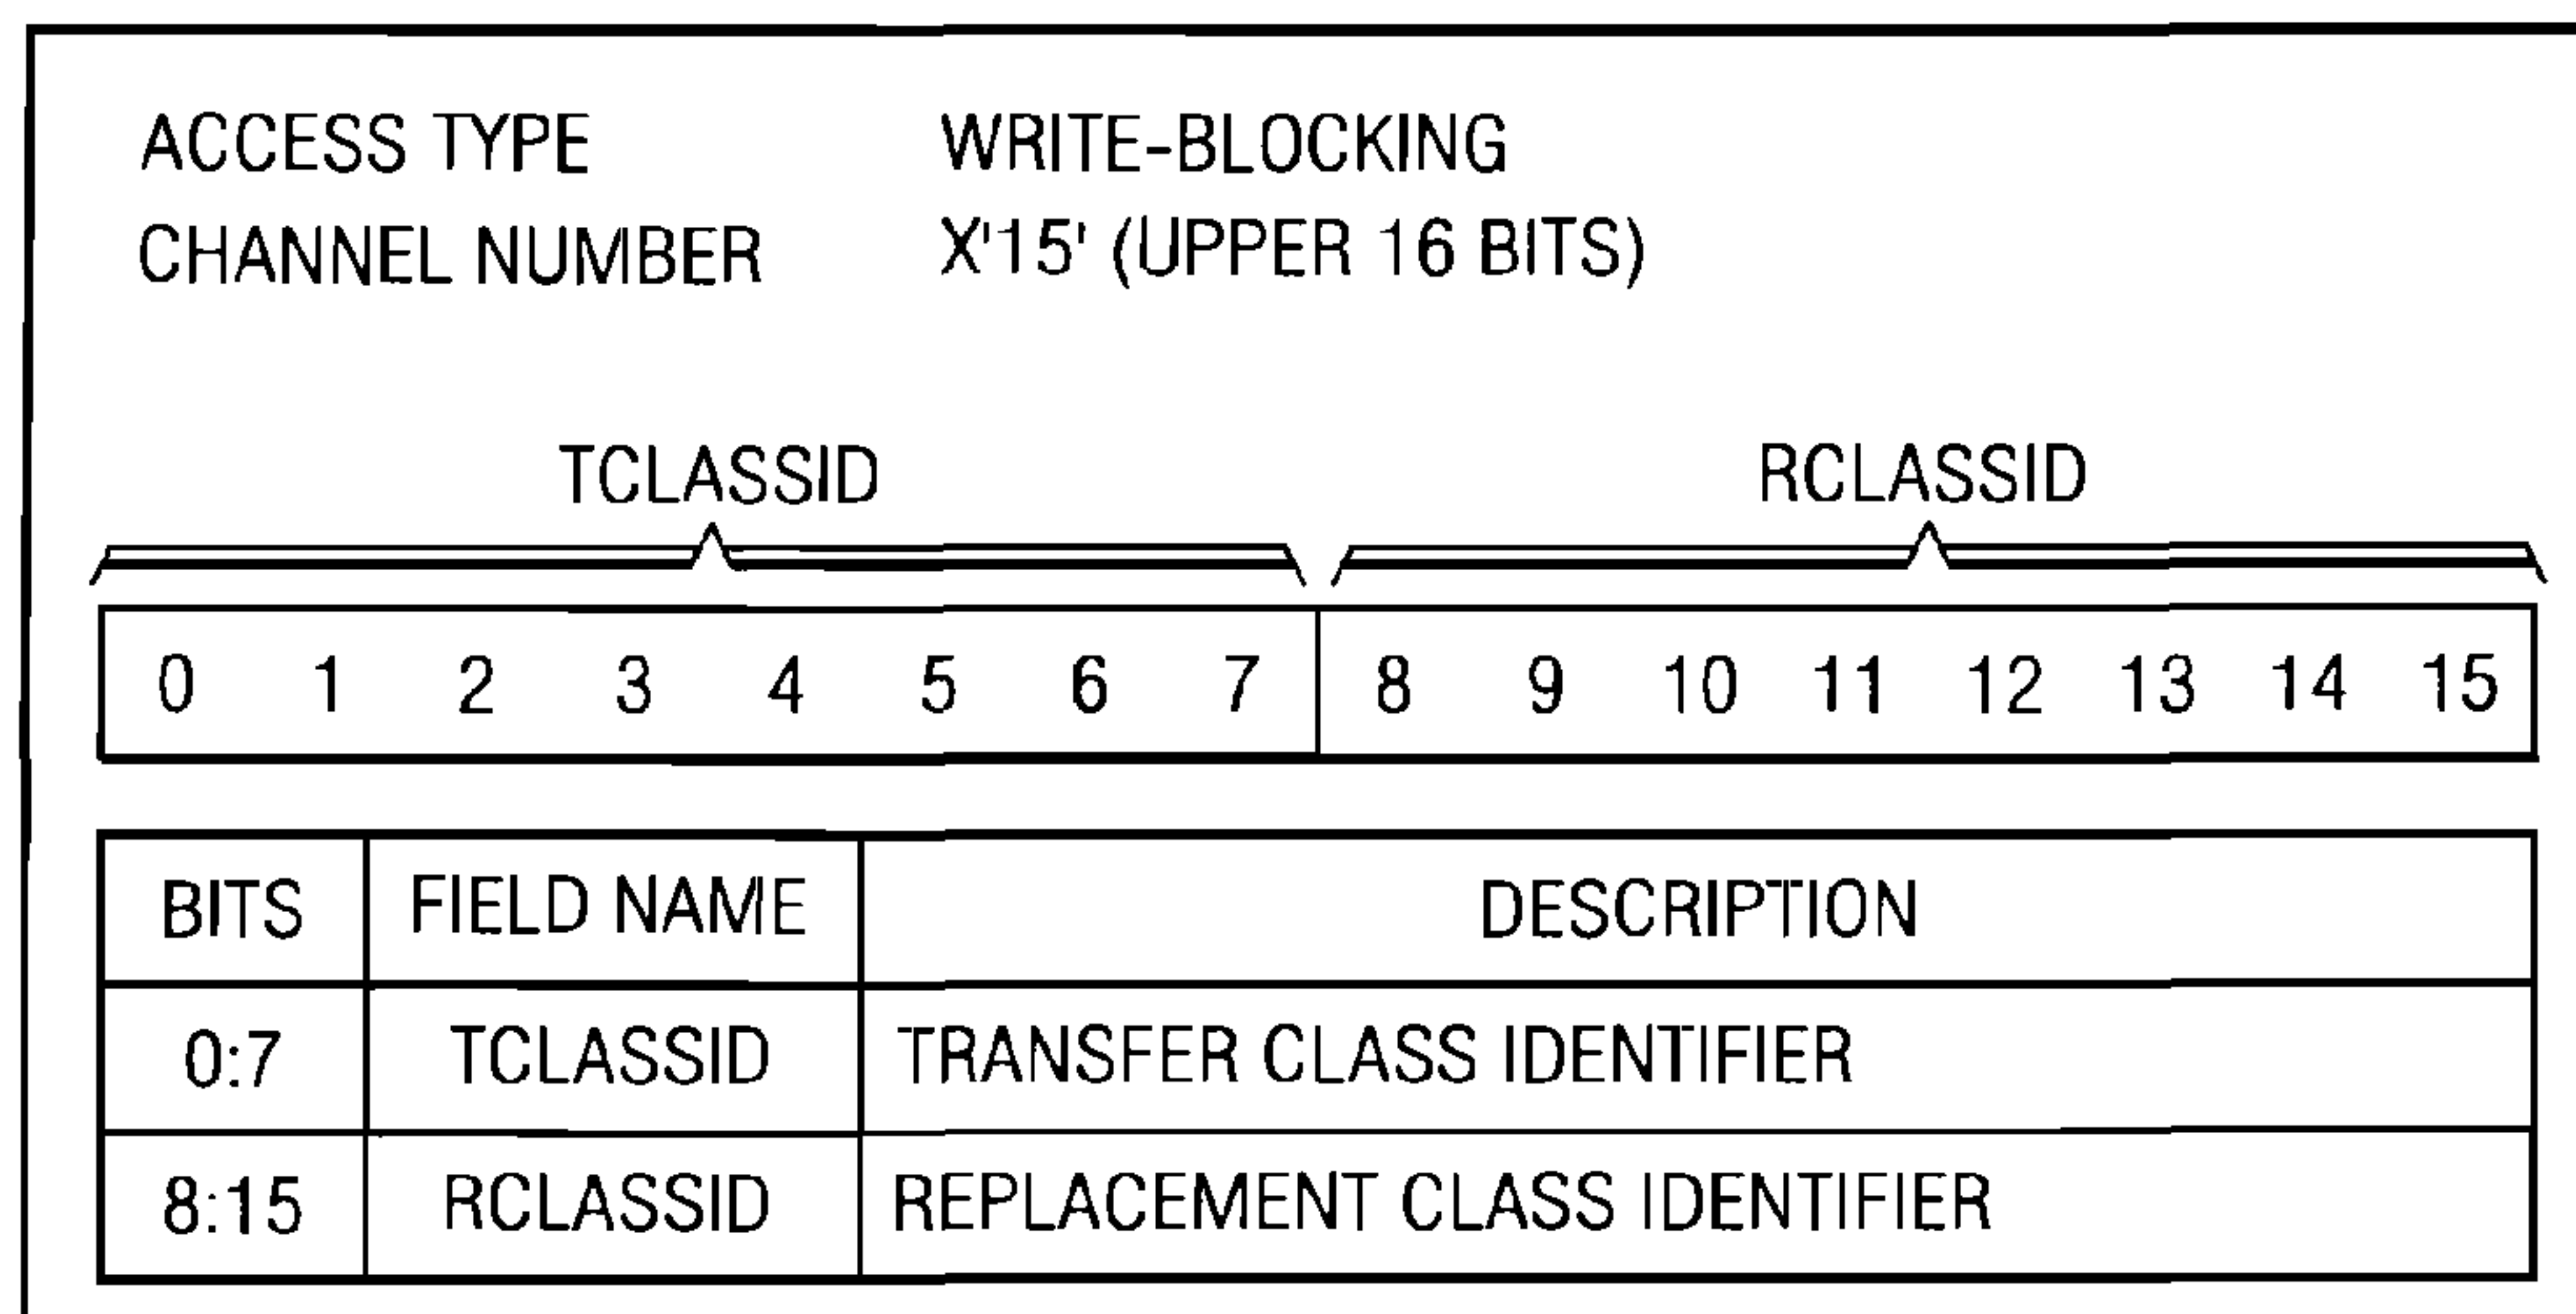 ACCESS TYPE WRITE-BLOCKING
CHANNEL NUMBER X'15' (UPPER 16 BITS)
TCLASSID RCLASSID
0 1 2 3 4 5 6 7 8 9 10 11 12 13 14 15
BITS FIELD NAME DESCRIPTION
0:7 TCLASSID TRANSFER CLASS IDENTIFIER
8:15 RCLASSID REPLACEMENT CLASS IDENTIFIER